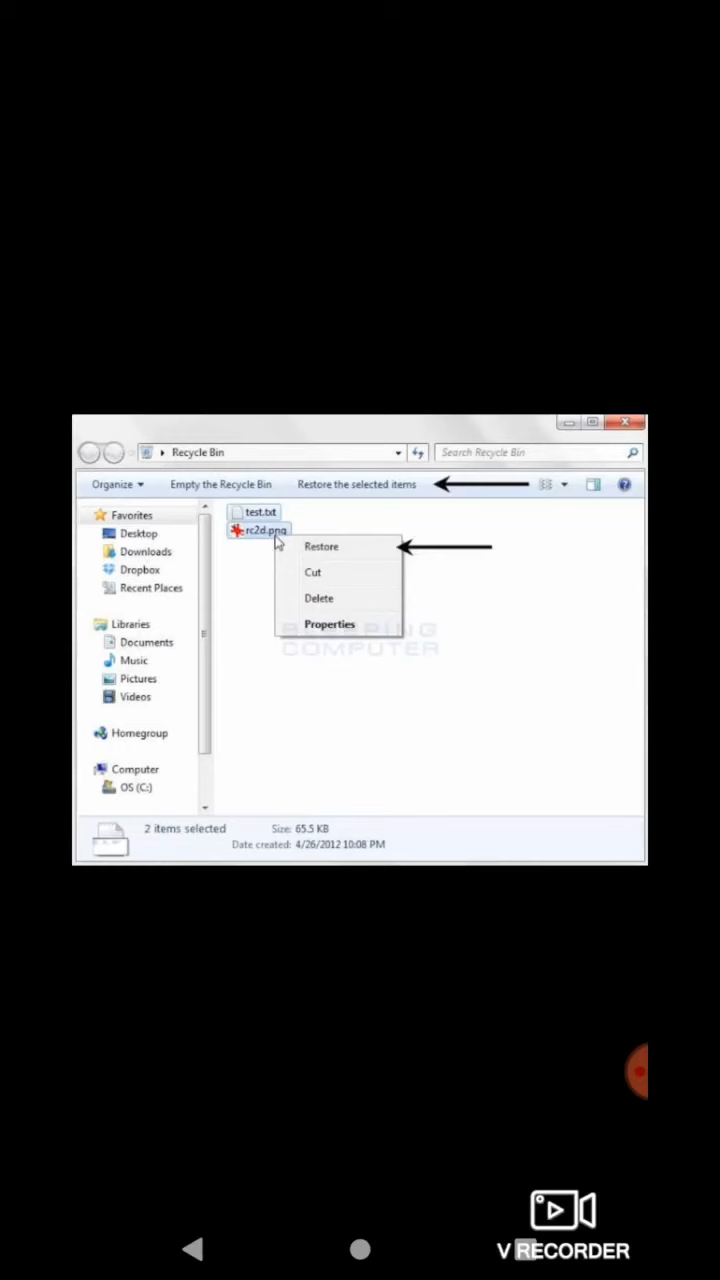 Recycle Bin
Search Recycle Bin
Organize
Empty the Recycle Bin
Restore the selected items
Favorites
Desktop
Downloads
Dropbox
Recent Places
Libraries
Documents
Music
Pictures
Videos
Homegroup
Computer
OS (C:)
test.txt
rc2d.png
Restore
Cut
Delete
Properties
BLEEPING
COMPUTER
2 items selected
Size: 65.5 KB
Date created: 4/26/2012 10:08 PM
V RECORDER